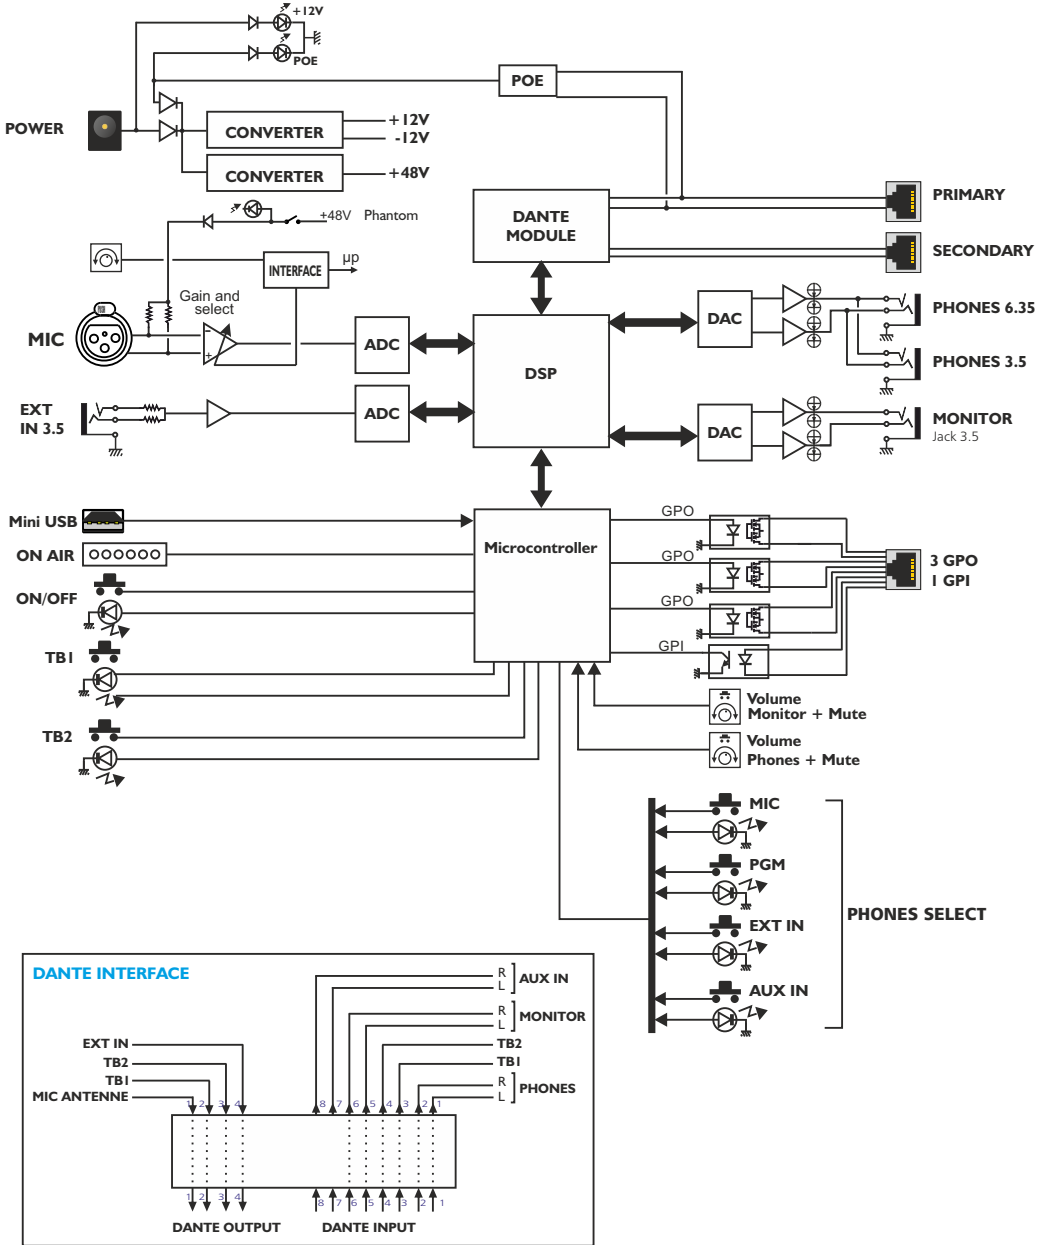 +12V
POE
POE
POWER
CONVERTER
+12V
-12V
CONVERTER
+48V
+48V Phantom
DANTE
MODULE
PRIMARY
SECONDARY
INTERFACE
µp
Gain and
select
MIC
+
ADC
DSP
DAC
PHONES 6.35
PHONES 3.5
EXT
IN 3.5
ADC
DAC
MONITOR
Jack 3.5
Mini USB
ON AIR
ON/OFF
TB1
TB2
Microcontroller
GPO
GPO
GPO
GPI
3 GPO
1 GPI
Volume
Monitor + Mute
Volume
Phones + Mute
MIC
PGM
EXT IN
AUX IN
PHONES SELECT
DANTE INTERFACE
R
L
AUX IN
R
L
MONITOR
TB2
TB1
R
L
PHONES
EXT IN
TB2
TB1
MIC ANTENNE
1 2 3 4
8 7 6 5 4 3 2 1
1 2 3 4
8 7 6 5 4 3 2 1
DANTE OUTPUT
DANTE INPUT